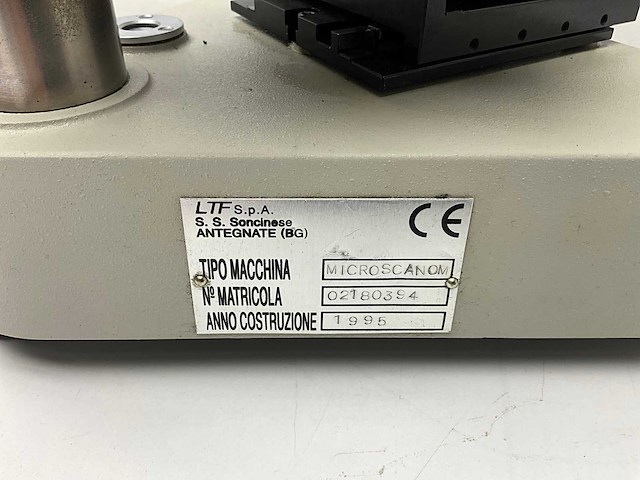 LTF S.p.A.
S. S. Soncinese
ANTEGNATE (BG)
CE
TIPO MACCHINA MICROSCANOM
Nº MATRICOLA 02180394
ANNO COSTRUZIONE 1995